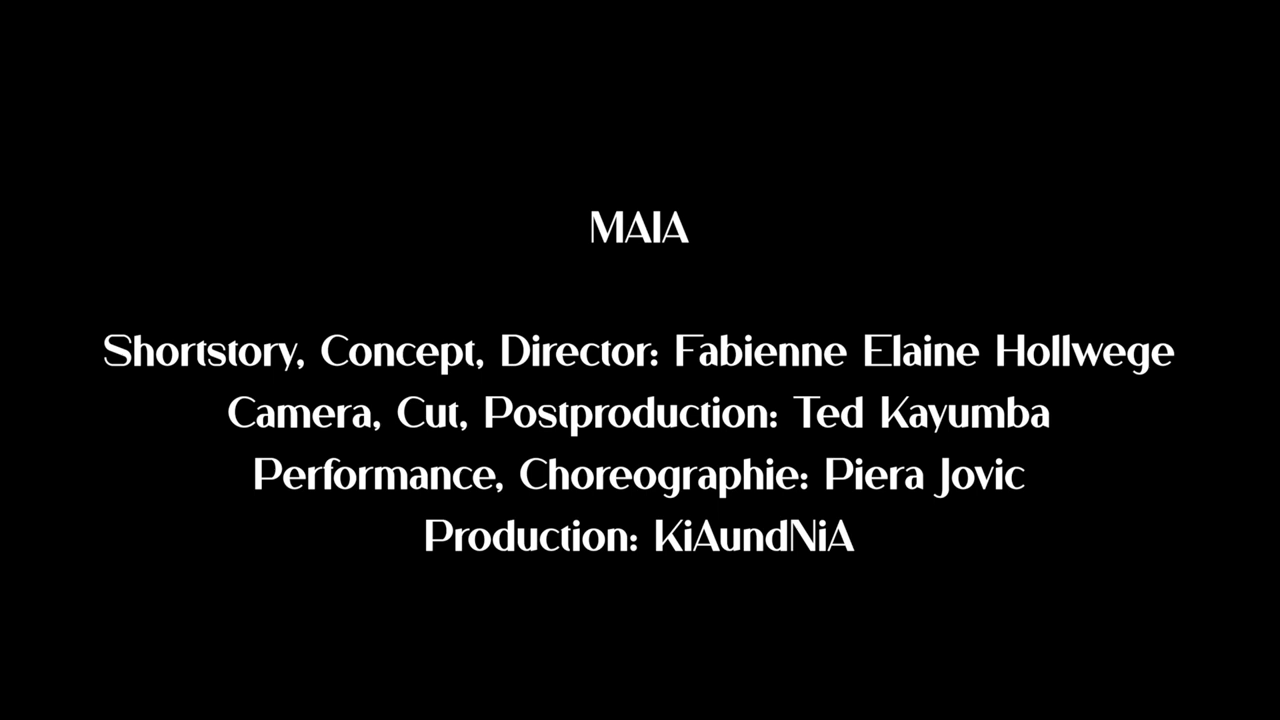 MAIA
Shortstory, Concept, Director: Fabienne Elaine Hollwege
Camera, Cut, Postproduction: Ted Kayumba
Performance, Choreographie: Piera Jovic
Production: KiAundNiA